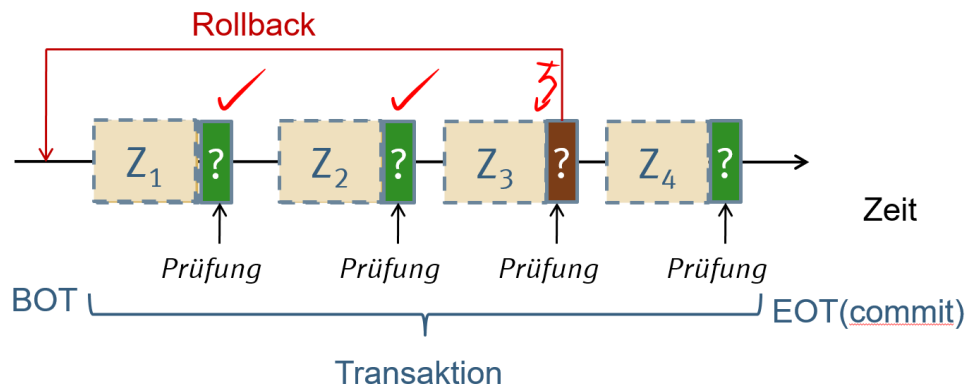 Rollback
Z1 ? Z2 ? Z3 ? Z4 ?
Zeit
Prüfung Prüfung Prüfung Prüfung
BOT EOT(commit)
Transaktion